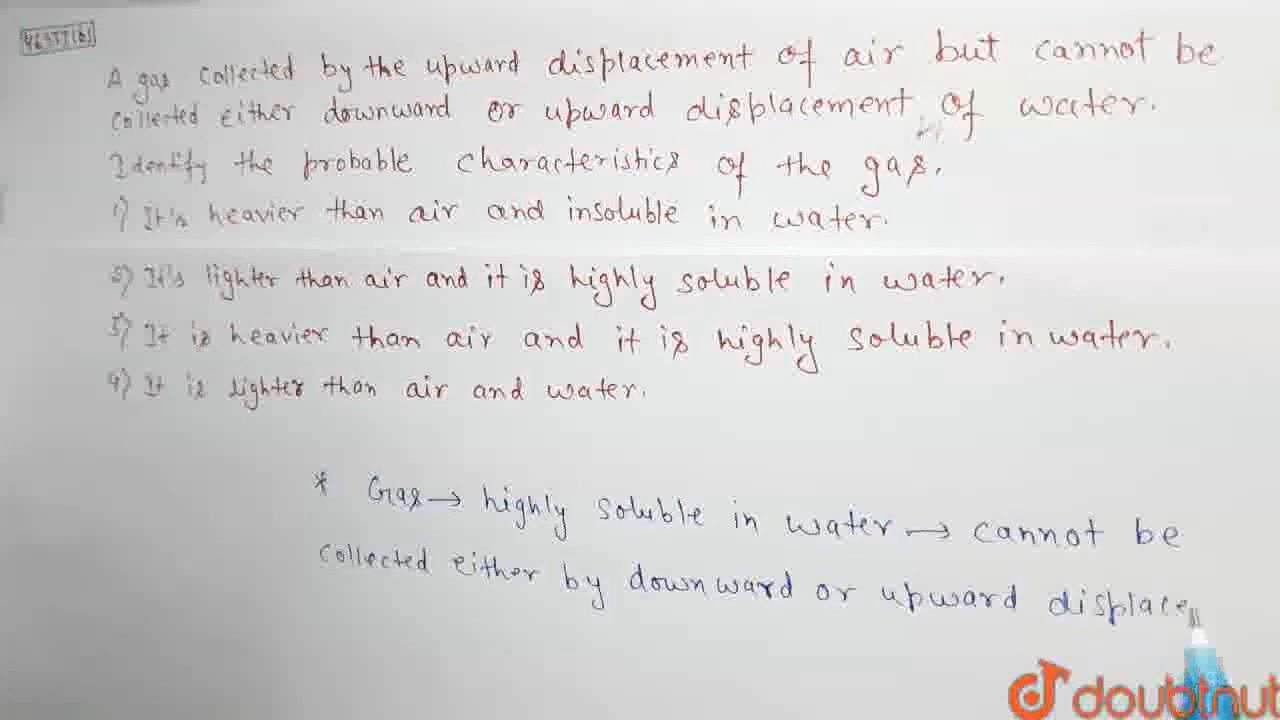 A gas collected by the upward displacement of air but cannot be
collected either downward or upward displacement of water.
Identify the probable characteristics of the gas.
1) It's heavier than air and insoluble in water.
2) It's lighter than air and it is highly soluble in water.
3) It is heavier than air and it is highly soluble in water.
4) It is lighter than air and water.
* Gas → highly soluble in water → cannot be
collected either by downward or upward displace
doubtnut